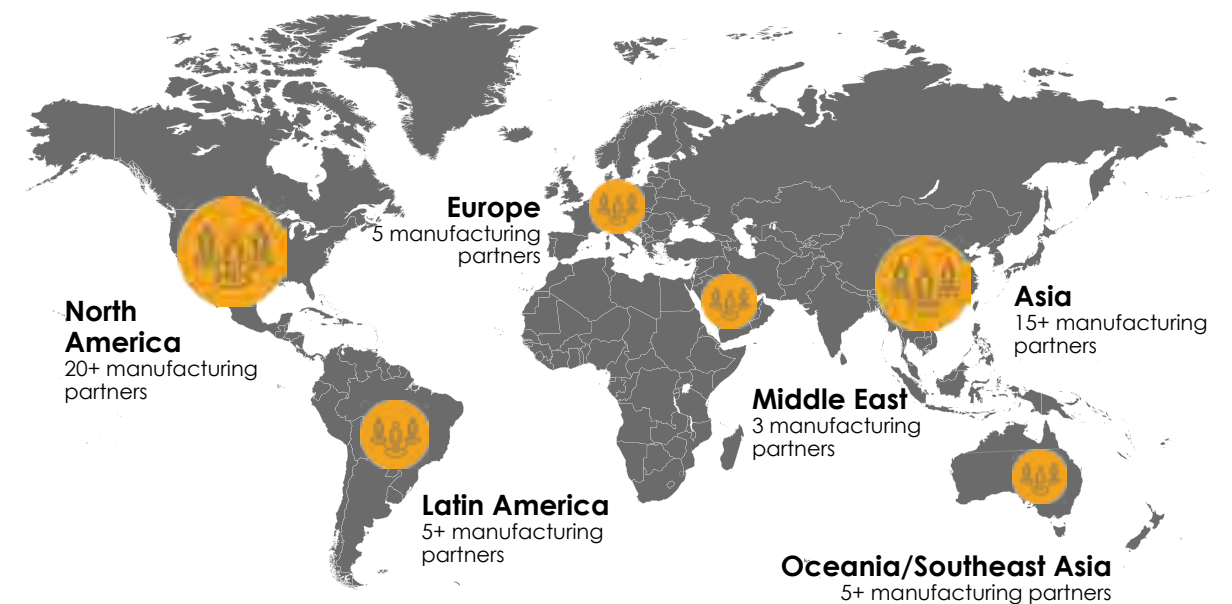 Europe
5 manufacturing
partners
North
America
20+ manufacturing
partners
Asia
15+ manufacturing
partners
Middle East
3 manufacturing
partners
Latin America
5+ manufacturing
partners
Oceania/Southeast Asia
5+ manufacturing partners